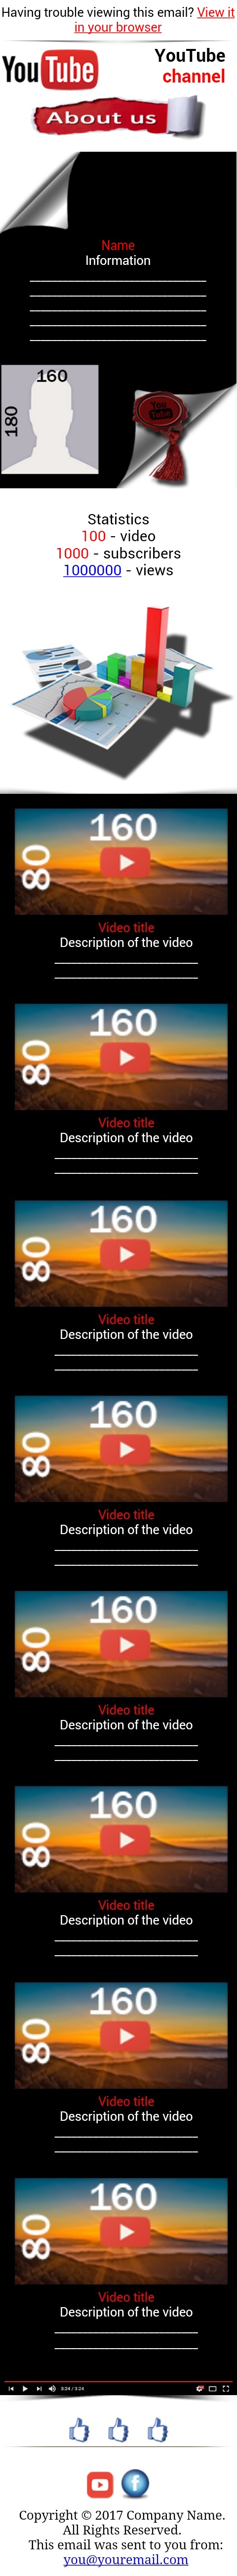 Having trouble viewing this email? View it
in your browser
YouTube
YouTube
channel
About us
Name
Information
160
180
You
Tube
Statistics
100 - video
1000 - subscribers
1000000 - views
160
80
Video title
Description of the video
160
80
Video title
Description of the video
160
80
Video title
Description of the video
160
80
Video title
Description of the video
160
80
Video title
Description of the video
160
80
Video title
Description of the video
160
80
Video title
Description of the video
160
80
Video title
Description of the video
3:24 / 3:24
Copyright © 2017 Company Name.
All Rights Reserved.
This email was sent to you from:
you@youremail.com